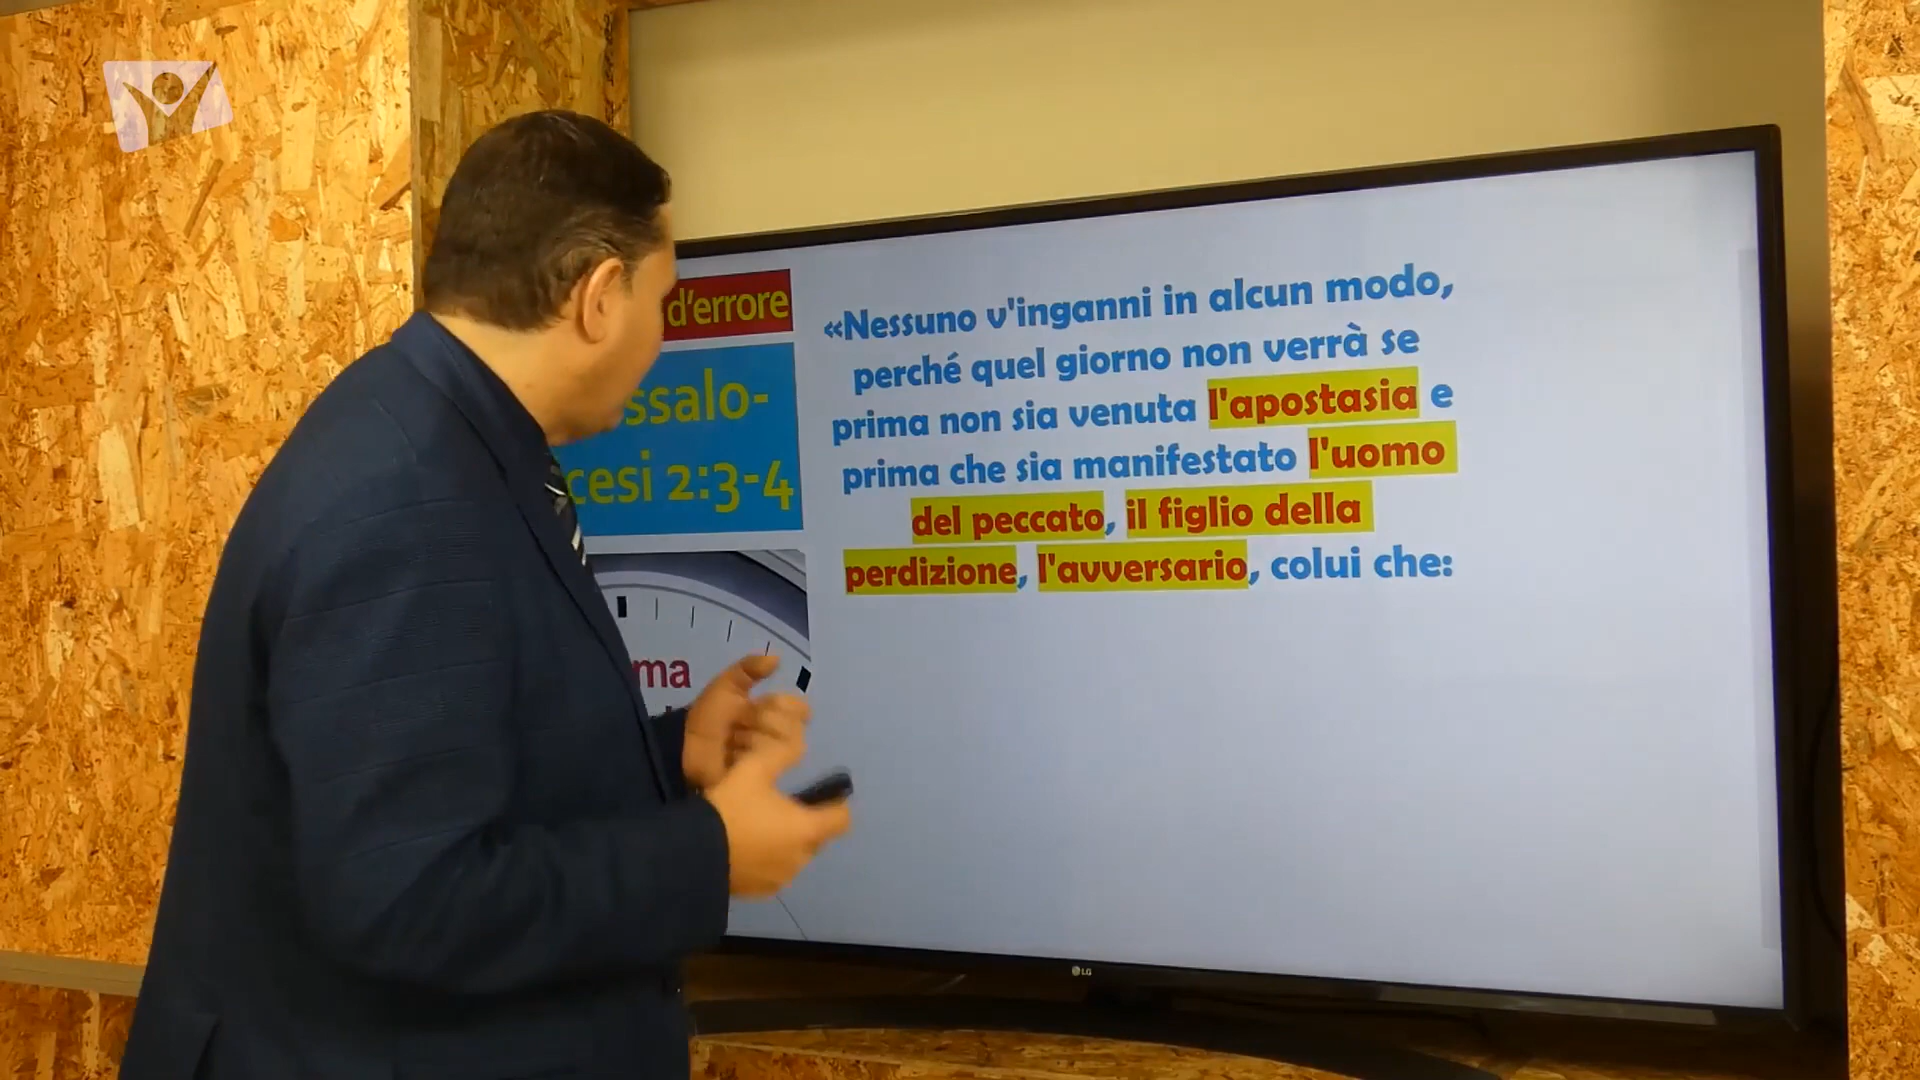 d'errore
ssalo-
cesi 2:3-4
ma
«Nessuno v'inganni in alcun modo,
perché quel giorno non verrà se
prima non sia venuta l'apostasia e
prima che sia manifestato l'uomo
del peccato, il figlio della
perdizione, l'avversario, colui che:
LG